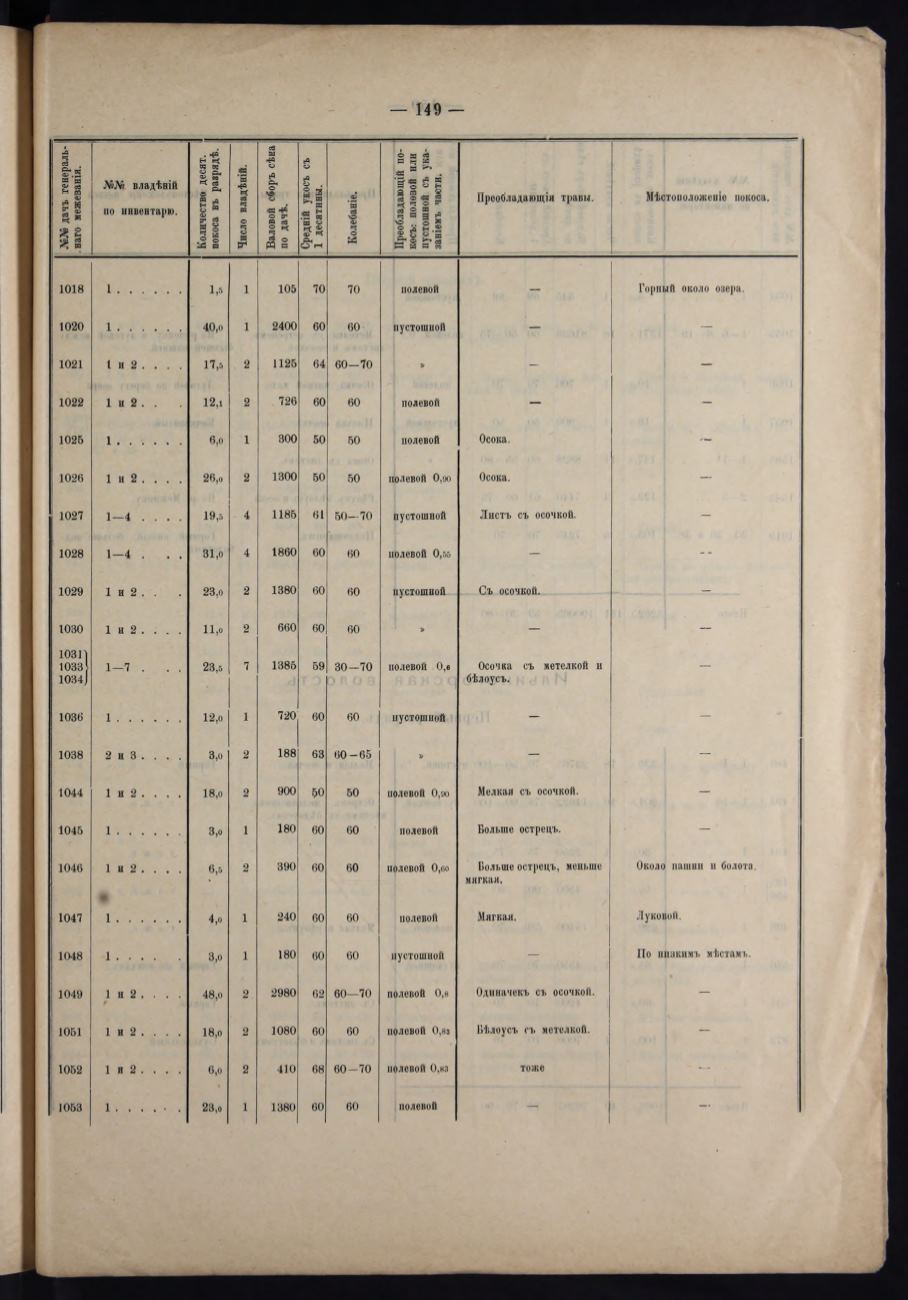 — 149 —
№№ дачъ генераль-
наго межеванія.
№№ владѣній
по инвентарю.
Количество десят.
покоса въ разрядѣ.
Число владѣній.
Валовой сборъ сѣна
по дачѣ.
Средній укосъ съ
1 десятины.
Колебаніе.
Преобладающій по-
косъ: полевой или
пустошной съ ука-
заніемъ части.
Преобладающія травы.
Мѣстоположеніе покоса.
1018 1 . . . . . . 1,5 1 105 70 70 полевой — Горный около озера.
1020 1 . . . . . . 40,0 1 2400 60 60 пустошной — —
1021 1 и 2 . . . . 17,5 2 1125 64 60—70 » — —
1022 1 и 2 . . . 12,1 2 726 60 60 полевой — —
1025 1 . . . . . . 6,0 1 300 50 50 полевой Осока. —
1026 1 и 2 . . . . 26,0 2 1300 50 50 полевой 0,90 Осока. —
1027 1—4 . . . . 19,5 4 1185 61 50—70 пустошной Листъ съ осочкой. —
1028 1—4 . . . 31,0 4 1860 60 60 полевой 0,55 — —
1029 1 и 2 . . . 23,0 2 1380 60 60 пустошной Съ осочкой. —
1030 1 и 2 . . . . 11,0 2 660 60 60 » — —
1031
1033 1—7 . . . 23,5 7 1385 59 30—70 полевой 0,6 Осочка съ метелкой и —
1034 бѣлоусъ.
1036 1 . . . . . . 12,0 1 720 60 60 пустошной — —
1038 2 и 3 . . . . 3,0 2 188 63 60—65 » — —
1044 1 и 2 . . . . 18,0 2 900 50 50 полевой 0,90 Мелкая съ осочкой. —
1045 1 . . . . . . 3,0 1 180 60 60 полевой Больше острецъ. —
1046 1 и 2 . . . . 6,5 2 390 60 60 полевой 0,60 Больше острецъ, меньше Около пашни и болота.
мягкая.
1047 1 . . . . . . 4,0 1 240 60 60 полевой Мягкая. Луковой.
1048 1 . . . . . 3,0 1 180 60 60 пустошной — По низкимъ мѣстамъ.
1049 1 и 2 . . . . 48,0 2 2980 62 60—70 полевой 0,8 Одиначекъ съ осочкой. —
1051 1 и 2 . . . . 18,0 2 1080 60 60 полевой 0,83 Бѣлоусъ съ метелкой. —
1052 1 и 2 . . . . 6,0 2 410 68 60—70 полевой 0,83 тоже —
1053 1 . . . . . . 23,0 1 1380 60 60 полевой — —